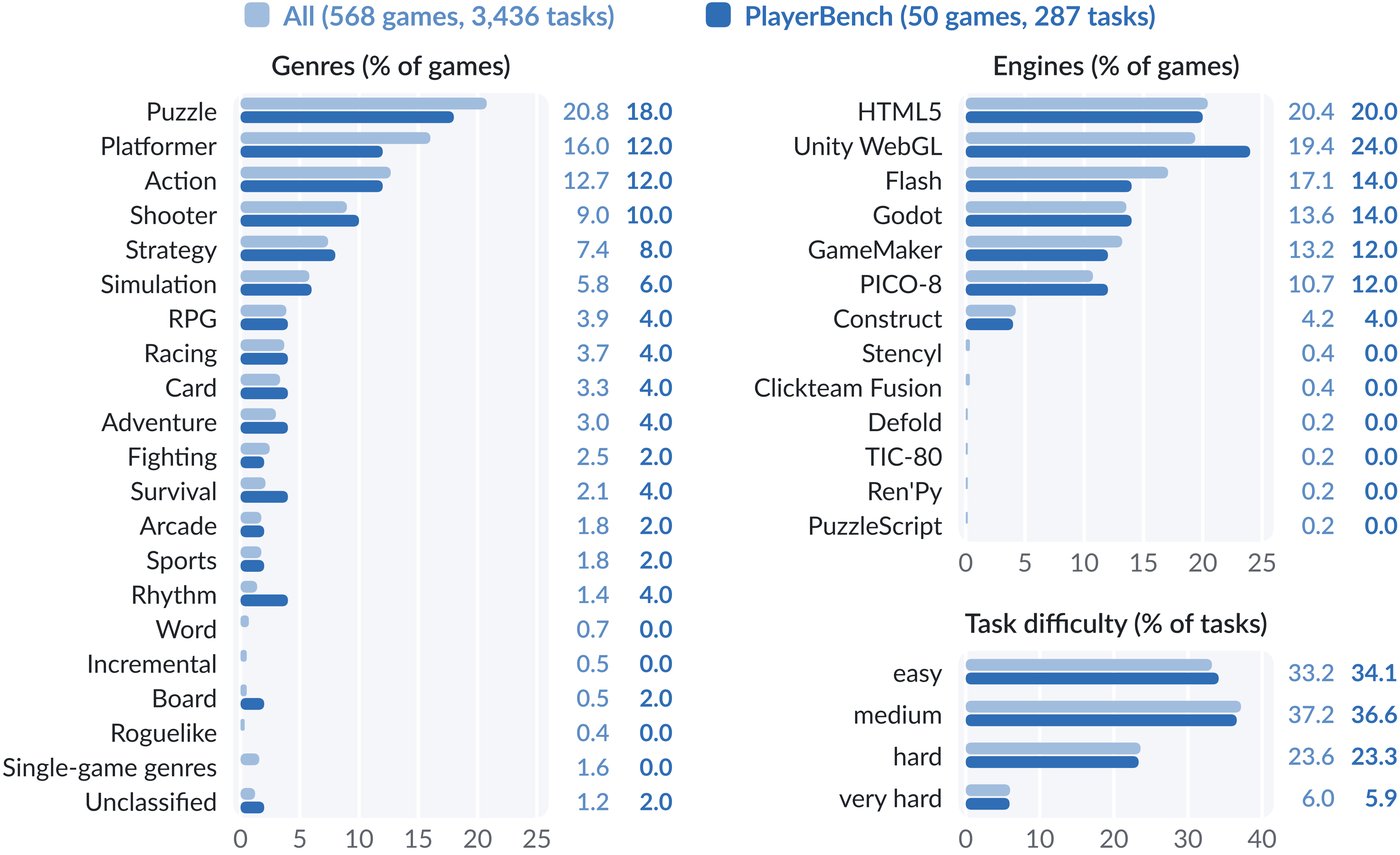 All (568 games, 3,436 tasks) PlayerBench (50 games, 287 tasks)
Genres (% of games)
Puzzle 20.8 18.0
Platformer 16.0 12.0
Action 12.7 12.0
Shooter 9.0 10.0
Strategy 7.4 8.0
Simulation 5.8 6.0
RPG 3.9 4.0
Racing 3.7 4.0
Card 3.3 4.0
Adventure 3.0 4.0
Fighting 2.5 2.0
Survival 2.1 4.0
Arcade 1.8 2.0
Sports 1.8 2.0
Rhythm 1.4 4.0
Word 0.7 0.0
Incremental 0.5 0.0
Board 0.5 2.0
Roguelike 0.4 0.0
Single-game genres 1.6 0.0
Unclassified 1.2 2.0
0 5 10 15 20 25
Engines (% of games)
HTML5 20.4 20.0
Unity WebGL 19.4 24.0
Flash 17.1 14.0
Godot 13.6 14.0
GameMaker 13.2 12.0
PICO-8 10.7 12.0
Construct 4.2 4.0
Stencyl 0.4 0.0
Clickteam Fusion 0.4 0.0
Defold 0.2 0.0
TIC-80 0.2 0.0
Ren'Py 0.2 0.0
PuzzleScript 0.2 0.0
0 5 10 15 20 25
Task difficulty (% of tasks)
easy 33.2 34.1
medium 37.2 36.6
hard 23.6 23.3
very hard 6.0 5.9
0 10 20 30 40